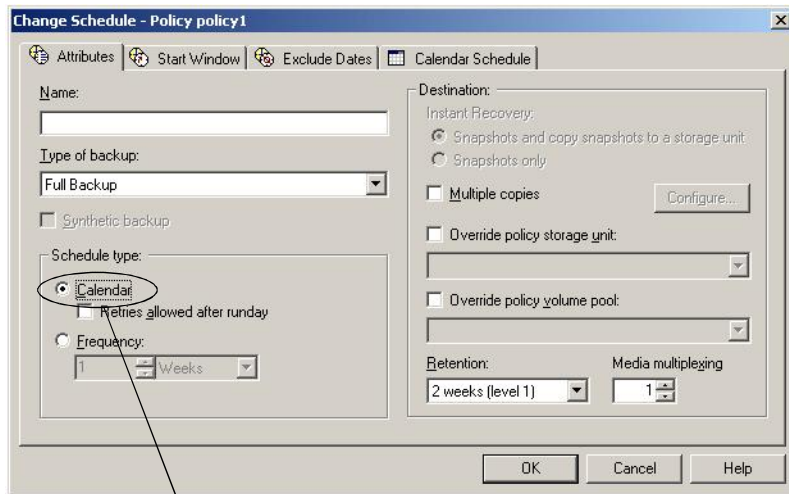 Change Schedule - Policy policy1
Attributes
Start Window
Exclude Dates
Calendar Schedule
Name:
Type of backup:
Full Backup
Synthetic backup
Schedule type:
Calendar
Retries allowed after runday
Frequency:
1 Weeks
Destination:
Instant Recovery:
Snapshots and copy snapshots to a storage unit
Snapshots only
Multiple copies
Configure...
Override policy storage unit:
Override policy volume pool:
Retention:
Media multiplexing
2 weeks (level 1)
1
OK
Cancel
Help